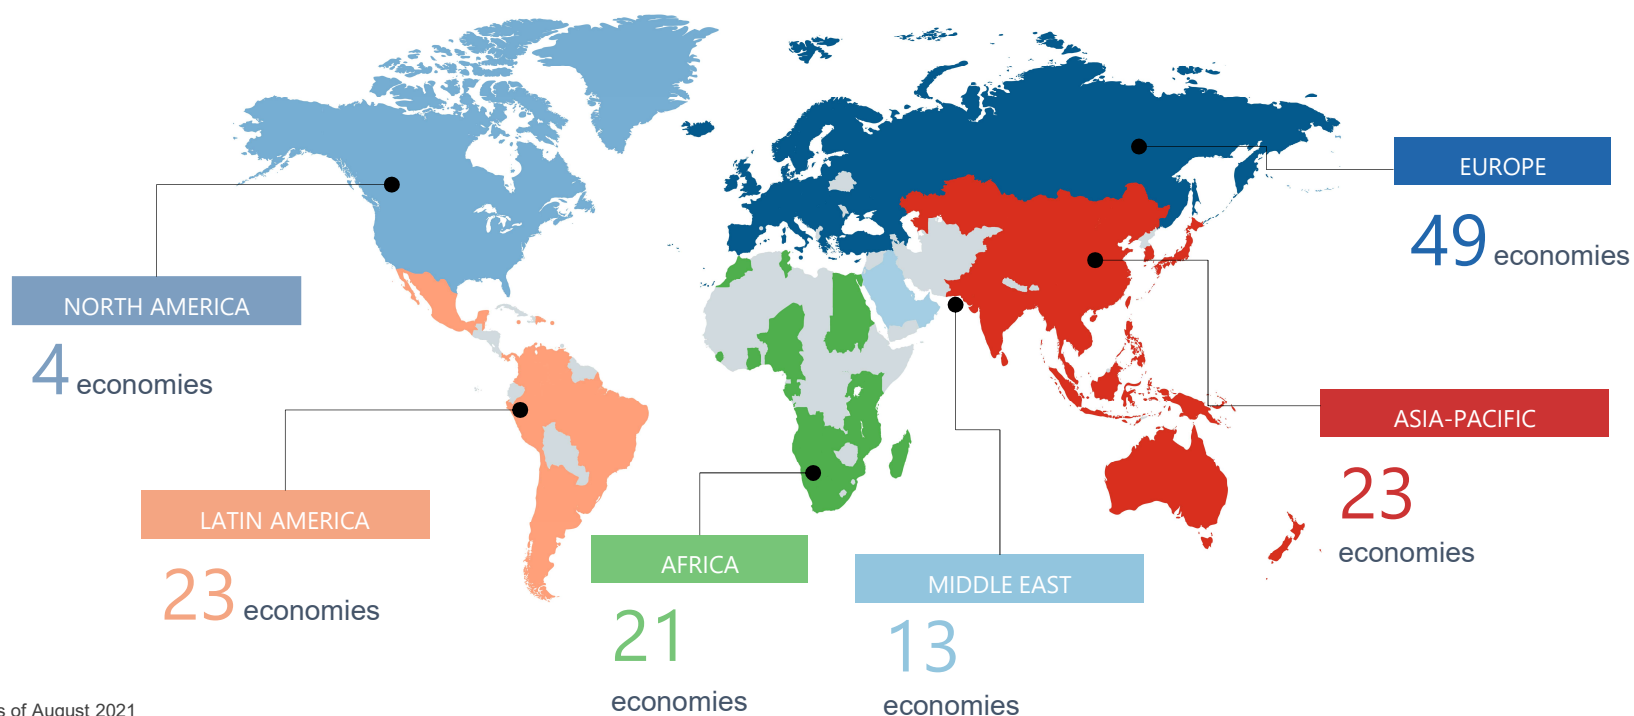 EUROPE
49 economies
NORTH AMERICA
4 economies
ASIA-PACIFIC
23
economies
LATIN AMERICA
23 economies
AFRICA
21
economies
MIDDLE EAST
13
economies
s of August 2021